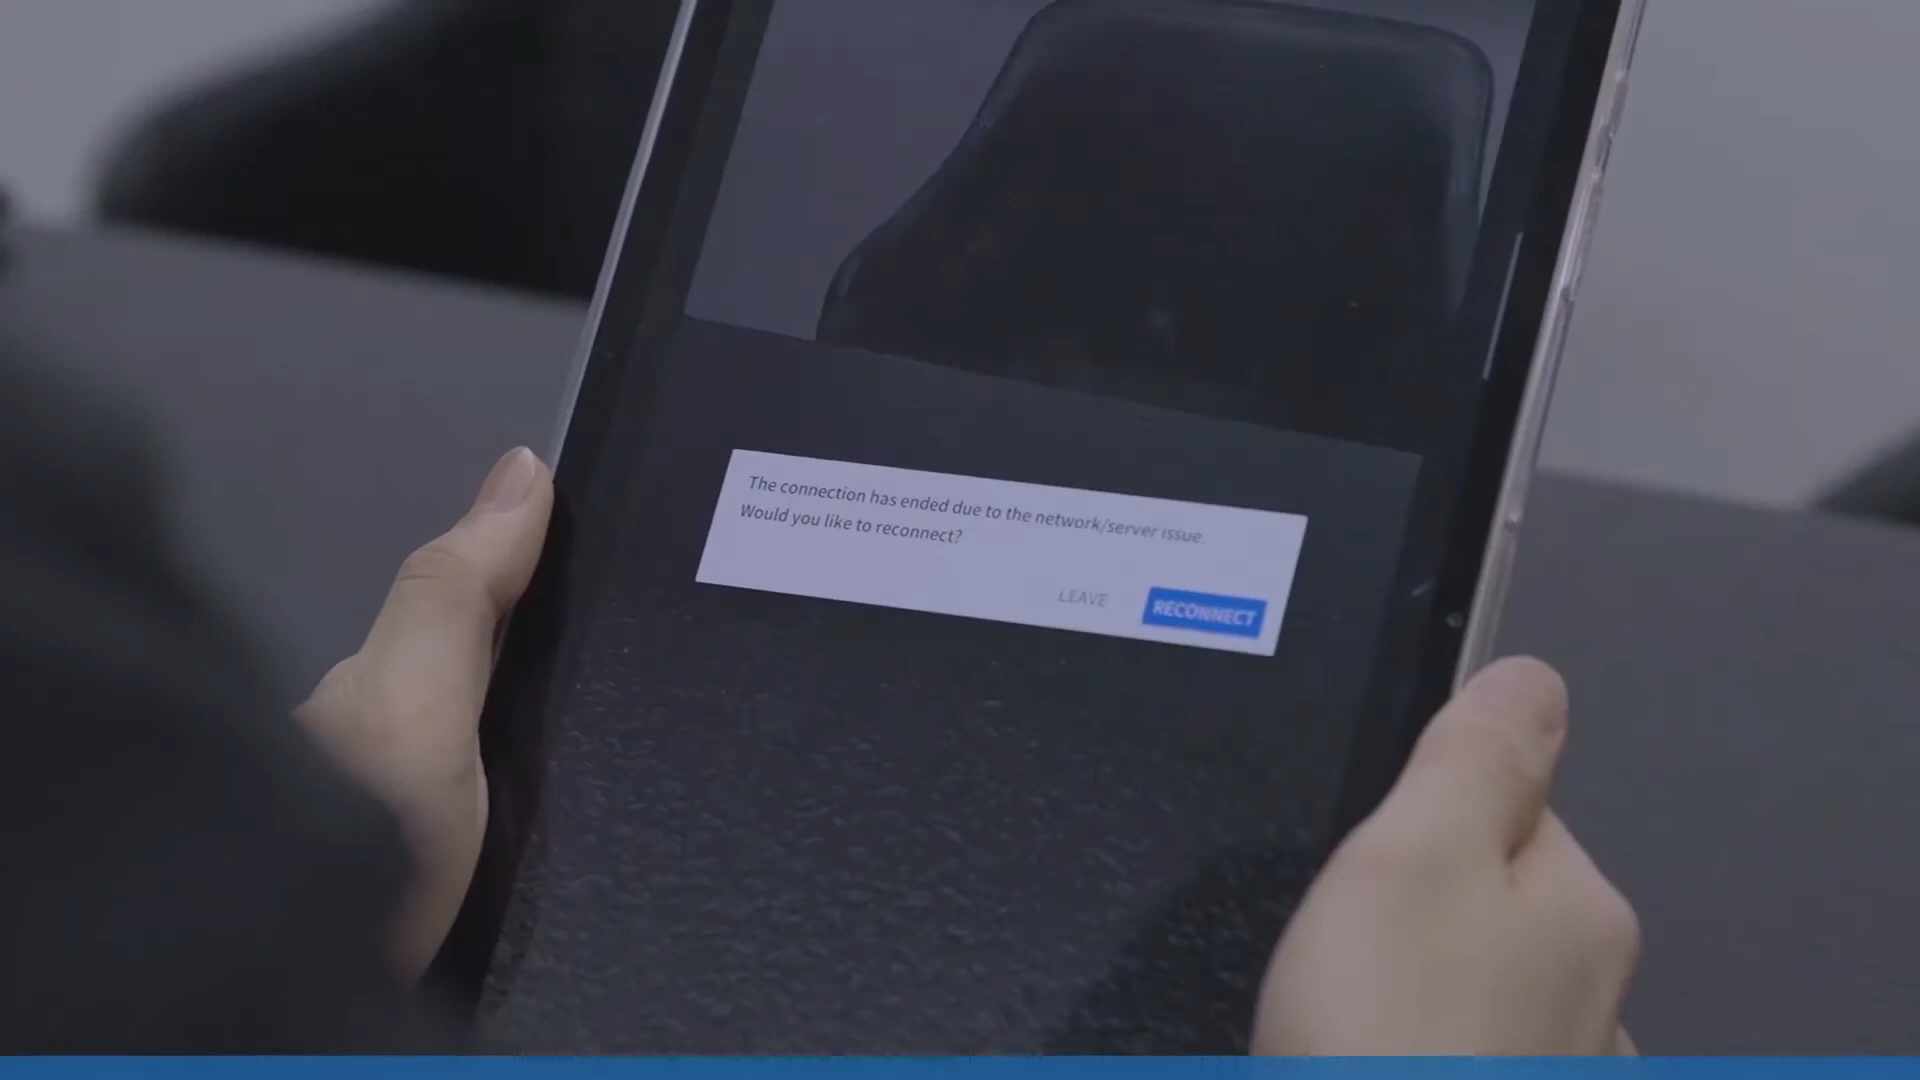 The connection has ended due to the network/server issue.
Would you like to reconnect?
LEAVE
RECONNECT